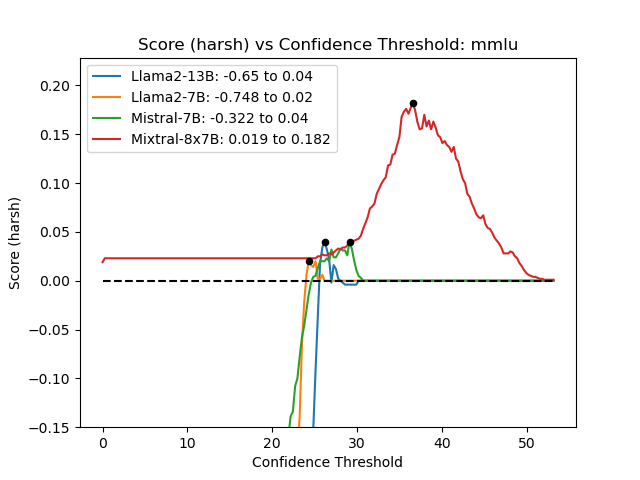 Score (harsh) vs Confidence Threshold: mmlu
Llama2-13B: -0.65 to 0.04
Llama2-7B: -0.748 to 0.02
Mistral-7B: -0.322 to 0.04
Mixtral-8x7B: 0.019 to 0.182
Score (harsh)
0.20
0.15
0.10
0.05
0.00
−0.05
−0.10
−0.15
0 10 20 30 40 50
Confidence Threshold